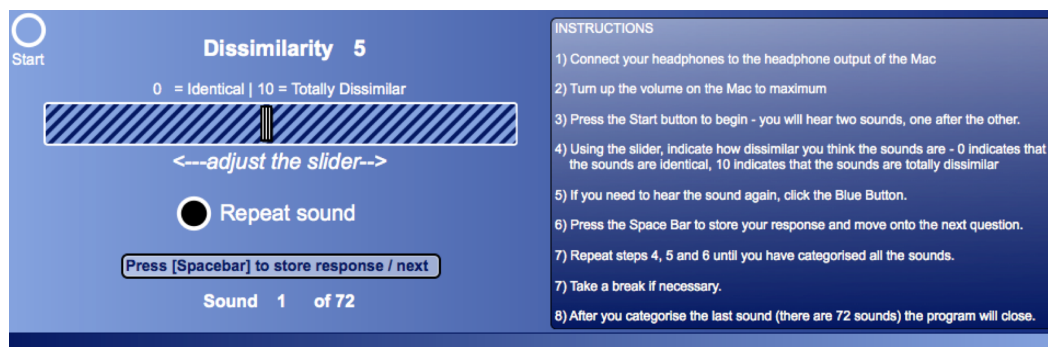 Start
Dissimilarity 5
0 = Identical | 10 = Totally Dissimilar
<---adjust the slider-->
Repeat sound
Press [Spacebar] to store response / next
Sound 1 of 72
INSTRUCTIONS
1) Connect your headphones to the headphone output of the Mac
2) Turn up the volume on the Mac to maximum
3) Press the Start button to begin - you will hear two sounds, one after the other.
4) Using the slider, indicate how dissimilar you think the sounds are - 0 indicates that
the sounds are identical, 10 indicates that the sounds are totally dissimilar
5) If you need to hear the sound again, click the Blue Button.
6) Press the Space Bar to store your response and move onto the next question.
7) Repeat steps 4, 5 and 6 until you have categorised all the sounds.
7) Take a break if necessary.
8) After you categorise the last sound (there are 72 sounds) the program will close.